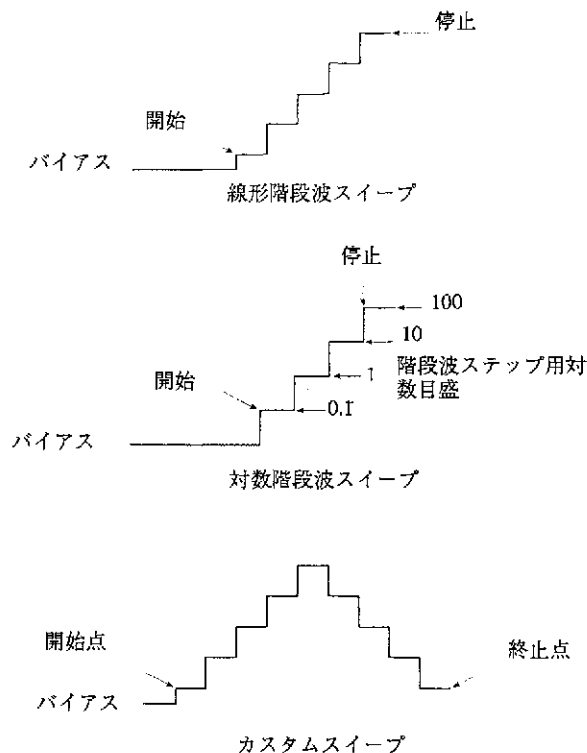 停止
開始
バイアス
線形階段波スイープ
停止
100
10
開始
1
階段波ステップ用対
数目盛
0.1
バイアス
対数階段波スイープ
開始点
終止点
バイアス
カスタムスイープ